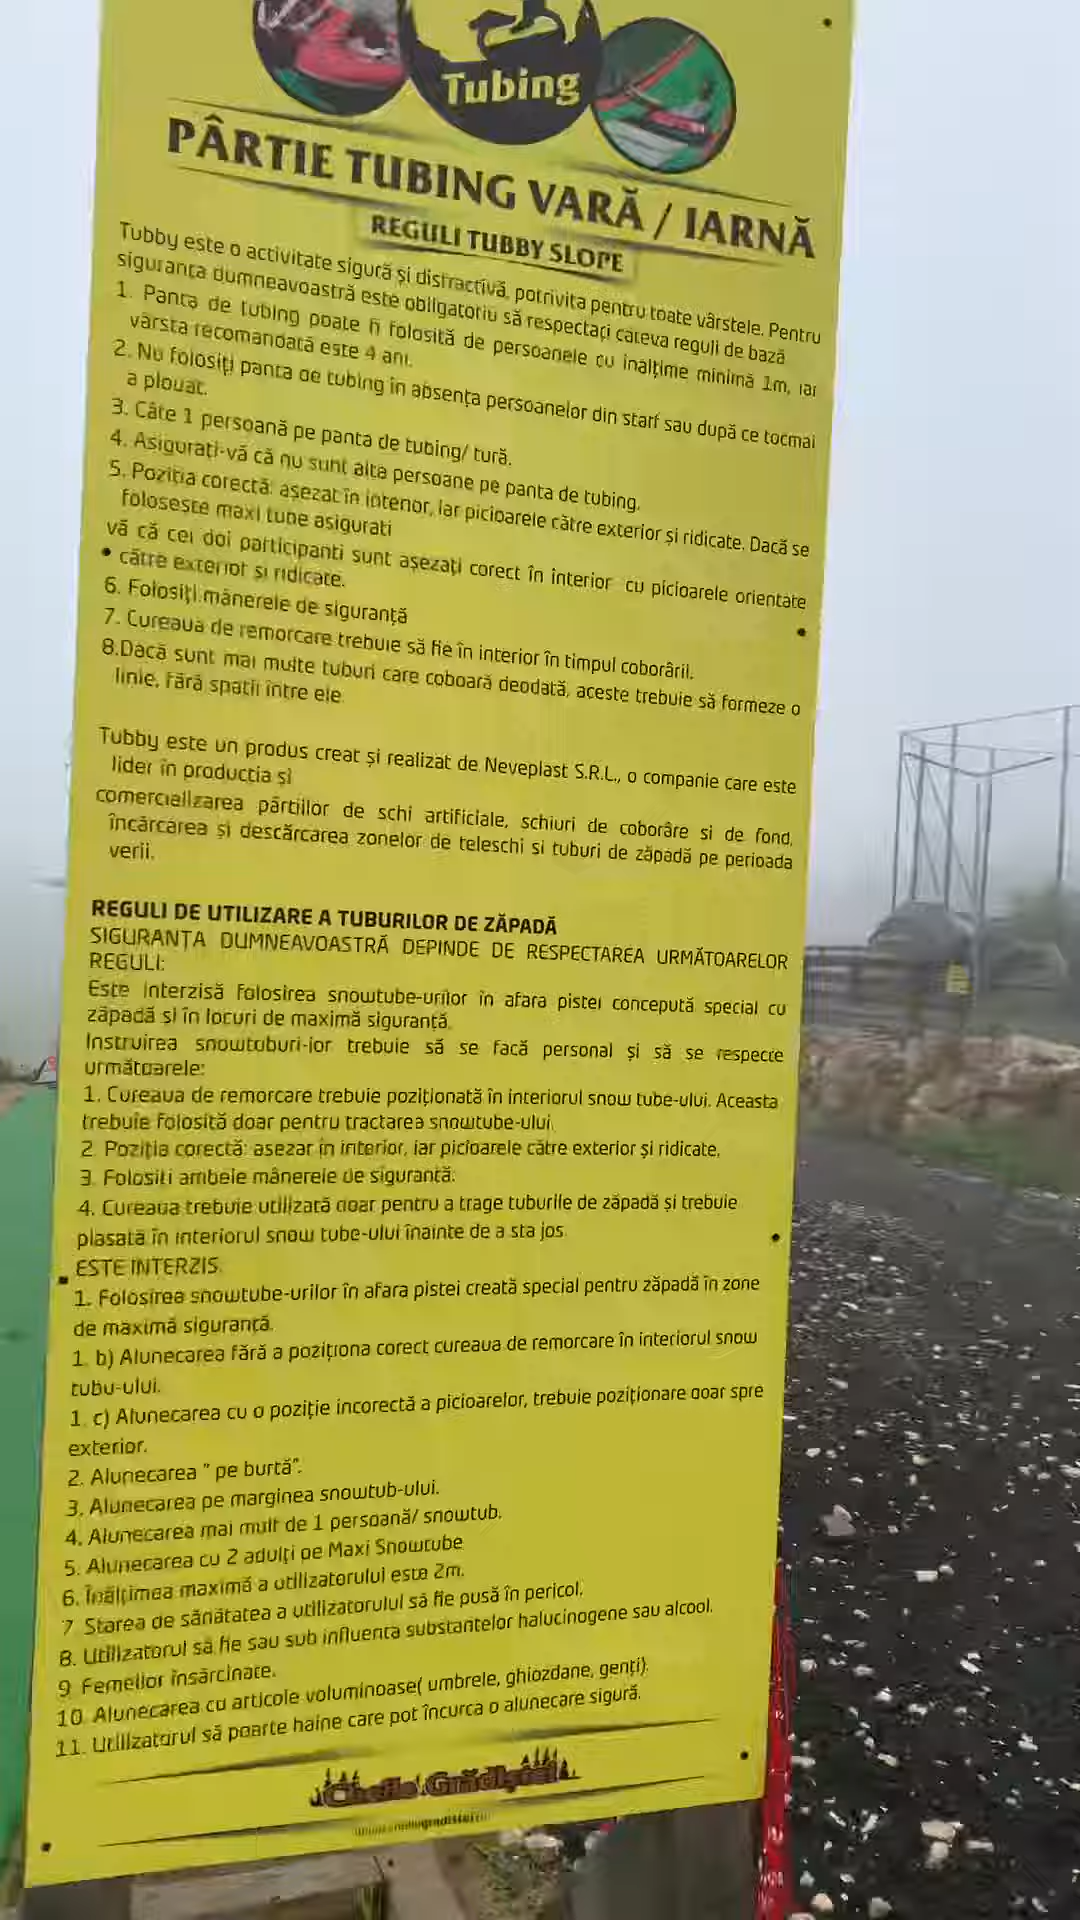 Tubing
PÂRTIE TUBING VARĂ / IARNĂ
REGULI TUBBY SLOPE
Tubby este o activitate sigură și distractivă, potrivita pentru toate vârstele. Pentru
siguranța dumneavoastră este obligatoriu să respectați câteva reguli de bază
1. Panta de tubing poate fi folosită de persoanele cu înălțime minimă 1m, iar
vârsta recomandată este 4 ani.
2. Nu folosiți panta de tubing în absența persoanelor din start sau după ce tocmai
a plouat.
3. Câte 1 persoană pe panta de tubing/ tură.
4. Asigurați-vă că nu sunt alte persoane pe panta de tubing.
5. Poziția corectă: așezat în interior, iar picioarele către exterior și ridicate. Dacă se
folosește maxi tube asigurati
vă că cei doi participanti sunt așezați corect în interior cu picioarele orientate
către exterior și ridicate.
6. Folosiți mânerele de siguranță
7. Cureaua de remorcare trebuie să fie în interior în timpul coborârii.
8.Dacă sunt mai multe tuburi care coboară deodată, aceste trebuie să formeze o
linie, fără spații între ele
Tubby este un produs creat și realizat de Neveplast S.R.L., o companie care este
lider în producția și
comercializarea pârtiilor de schi artificiale, schiuri de coborâre si de fond,
încărcarea și descărcarea zonelor de teleschi si tuburi de zăpadă pe perioada
verii.
REGULI DE UTILIZARE A TUBURILOR DE ZĂPADĂ
SIGURANȚA DUMNEAVOASTRĂ DEPINDE DE RESPECTAREA URMĂTOARELOR
REGULI:
Este interzisă folosirea snowtube-urilor în afara pistei concepută special cu
zăpadă și în locuri de maximă siguranță.
Instruirea snowtuburi-lor trebuie să se facă personal și să se respecte
următoarele:
1. Cureaua de remorcare trebuie poziționată în interiorul snow tube-ului. Aceasta
trebuie folosită doar pentru tractarea snowtube-ului.
2. Poziția corectă: asezar in interior, iar picioarele către exterior și ridicate.
3. Folositi ambele mânerele de siguranță.
4. Cureaua trebuie utilizată doar pentru a trage tuburile de zăpadă și trebuie
plasată în interiorul snow tube-ului înainte de a sta jos.
ESTE INTERZIS.
1. Folosirea snowtube-urilor în afara pistei creată special pentru zăpadă în zone
de maximă siguranță.
1. b) Alunecarea fără a poziționa corect cureaua de remorcare în interiorul snow
tubu-ului.
1. c) Alunecarea cu o poziție incorectă a picioarelor, trebuie poziționare doar spre
exterior.
2. Alunecarea " pe burtă".
3. Alunecarea pe marginea snowtub-ului.
4. Alunecarea mai mult de 1 persoană/ snowtub.
5. Alunecarea cu 2 adulți pe Maxi Snowtube
6. Înălțimea maximă a utilizatorului este 2m.
7 Starea de sănătatea a utilizatorului să fie pusă în pericol.
8. Utilizatorul să fie sau sub influența substantelor halucinogene sau alcool.
9 Femeilor însărcinate.
10 Alunecarea cu articole voluminoase( umbrele, ghiozdane, genți)
11. Utilizatorul să poarte haine care pot încurca o alunecare sigură.
Cheile Grădiștei